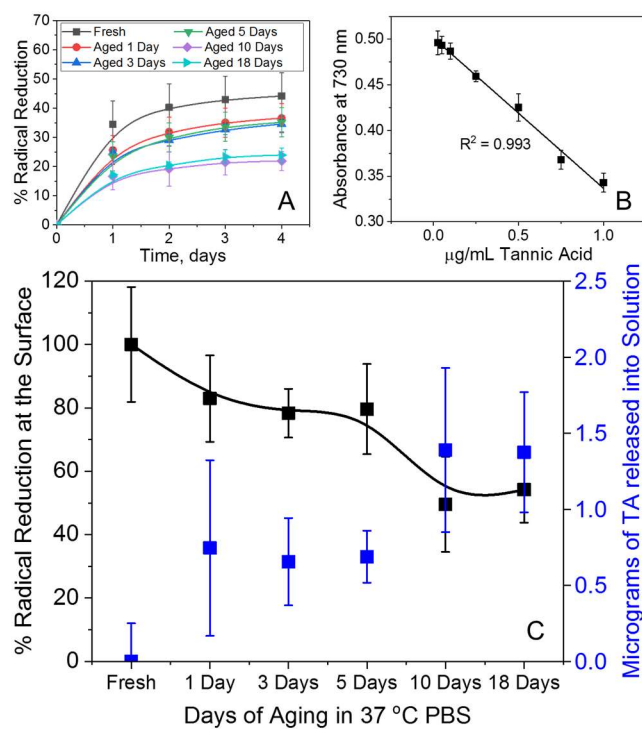 80
70
60
50
40
30
20
10
0
% Radical Reduction
Fresh
Aged 1 Day
Aged 3 Days
Aged 5 Days
Aged 10 Days
Aged 18 Days
A
0 1 2 3 4
Time, days
0.50
0.45
0.40
0.35
0.30
Absorbance at 730 nm
R² = 0.993
B
0.0 0.5 1.0
µg/mL Tannic Acid
120
100
80
60
40
20
0
% Radical Reduction at the Surface
2.5
2.0
1.5
1.0
0.5
0.0
Micrograms of TA released into Solution
C
Fresh 1 Day 3 Days 5 Days 10 Days 18 Days
Days of Aging in 37 °C PBS